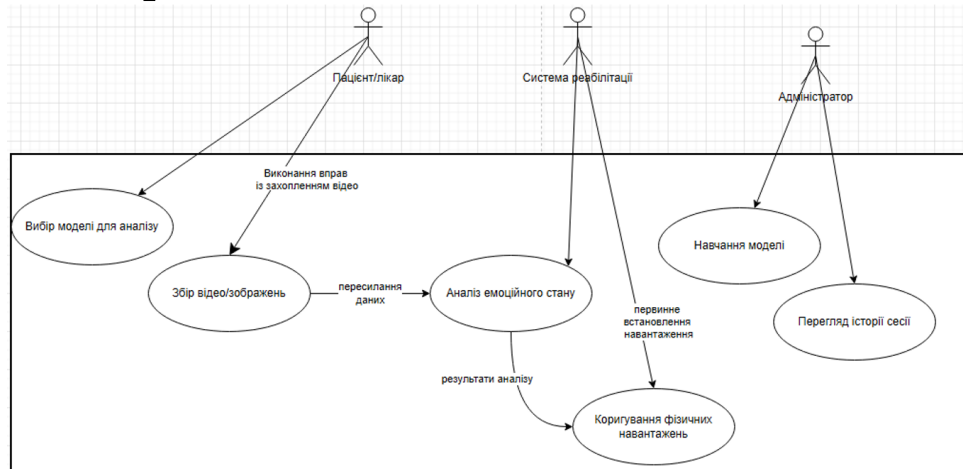 Пацієнт/лікар
Система реабілітації
Адміністратор
Виконання вправ
із захопленням відео
Вибір моделі для аналізу
Навчання моделі
Збір відео/зображень
пересилання
даних
Аналіз емоційного стану
первинне
встановлення
навантаження
Перегляд історії сесії
результати аналізу
Коригування фізичних
навантажень